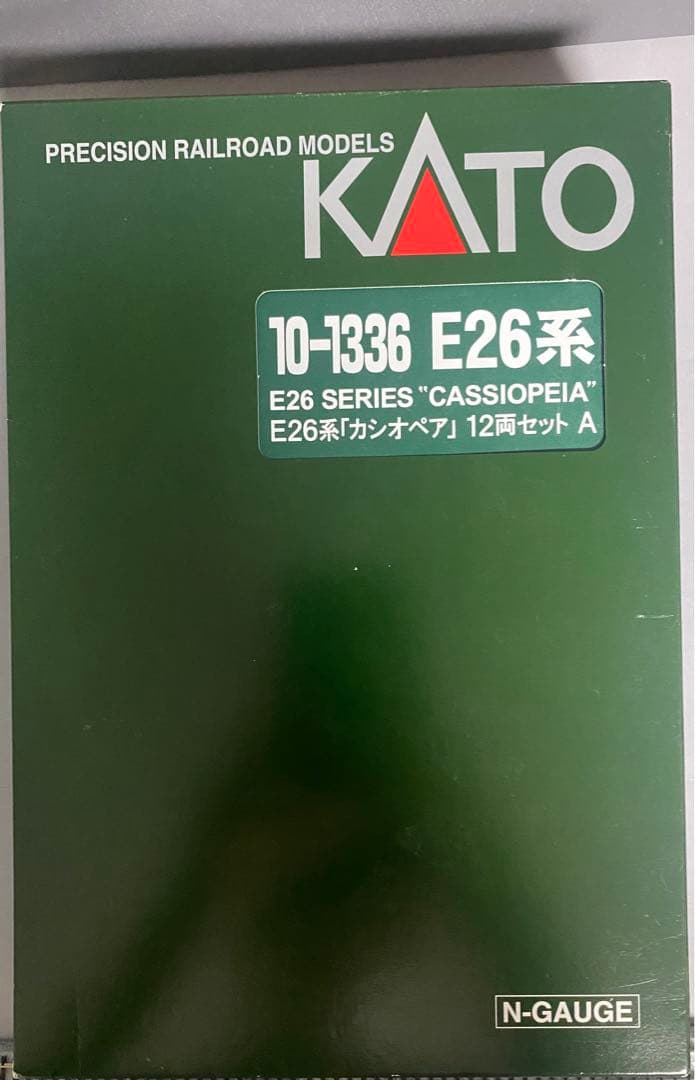 PRECISION RAILROAD MODELS
KATO
10-1336 E26系
E26 SERIES "CASSIOPEIA"
E26系「カシオペア」 12両セット A
N-GAUGE